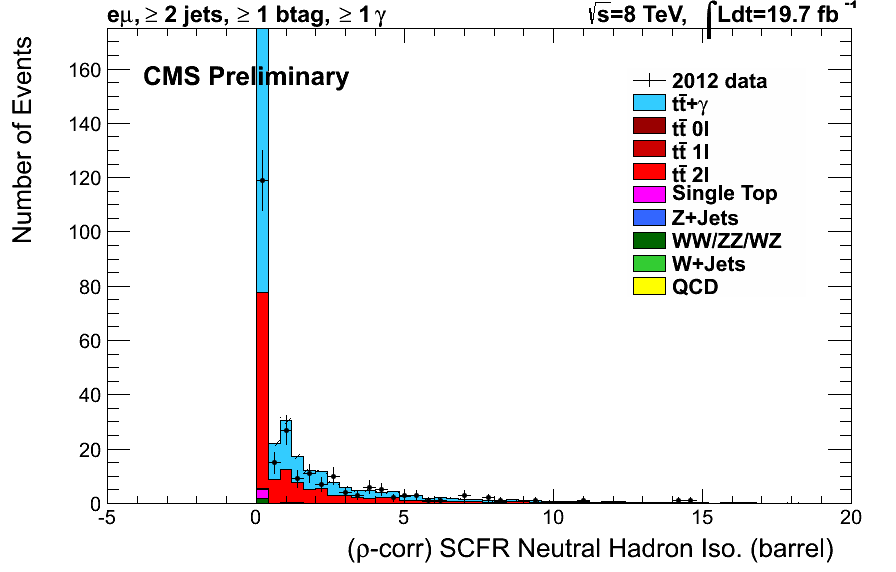 eμ, ≥ 2 jets, ≥ 1 btag, ≥ 1 γ
√s=8 TeV, ∫Ldt=19.7 fb⁻¹
Number of Events
CMS Preliminary
2012 data
tt̄+γ
tt̄ 0l
tt̄ 1l
tt̄ 2l
Single Top
Z+Jets
WW/ZZ/WZ
W+Jets
QCD
160
140
120
100
80
60
40
20
0
-5 0 5 10 15 20
(ρ-corr) SCFR Neutral Hadron Iso. (barrel)